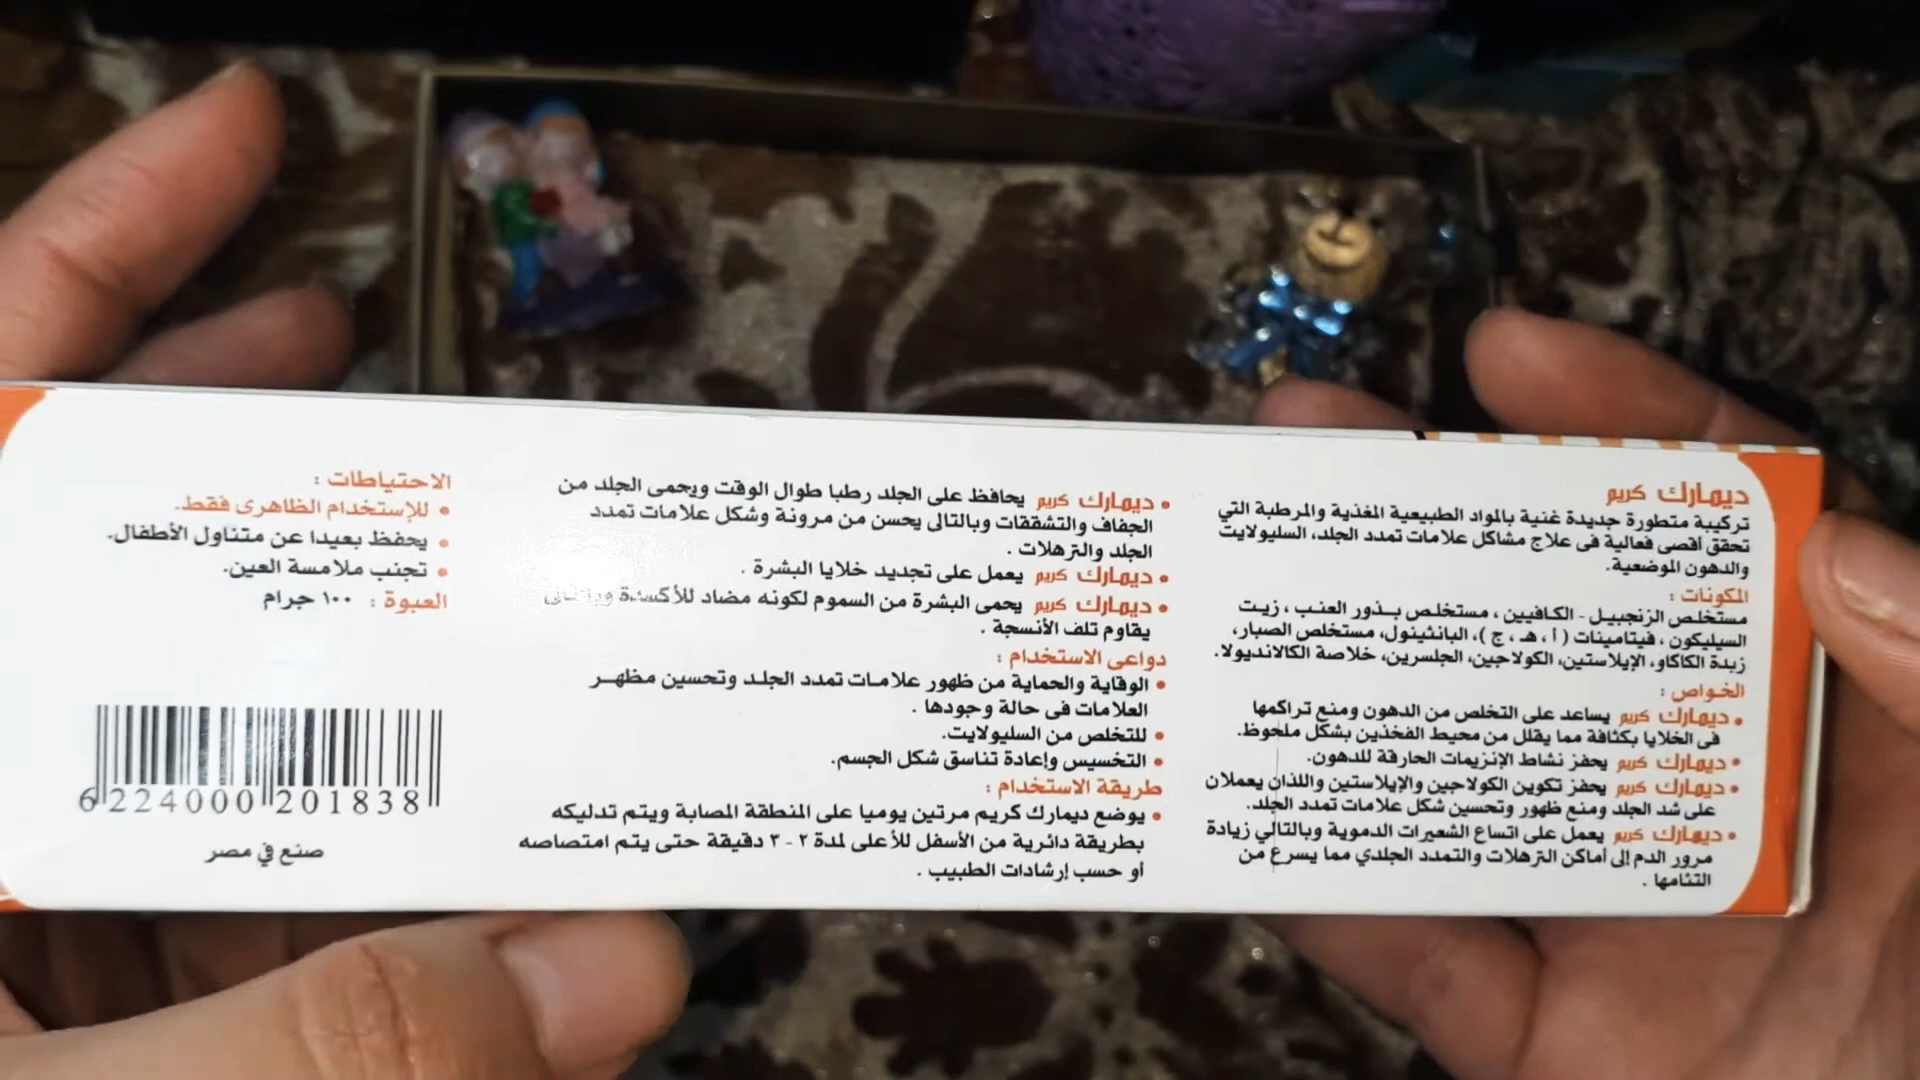 ديمارك كريم
تركيبة متطورة جديدة غنية بالمواد الطبيعية المغذية والمرطبة التي
تحقق أقصى فعالية فى علاج مشاكل علامات تمدد الجلد، السليولايت
والدهون الموضعية.
المكونات :
مستخلص الزنجبيل - الكافيين ، مستخلص بذور العنب ، زيت
السيليكون ، فيتامينات ( أ ، هـ ، ج )، البانثينول، مستخلص الصبار،
زبدة الكاكاو، الإيلاستين، الكولاجين، الجلسرين، خلاصة الكالانديولا.
الخواص :
• ديمارك كريم يساعد على التخلص من الدهون ومنع تراكمها
فى الخلايا بكثافة مما يقلل من محيط الفخذين بشكل ملحوظ.
• ديمارك كريم يحفز نشاط الإنزيمات الحارقة للدهون.
• ديمارك كريم يحفز تكوين الكولاجين والإيلاستين واللذان يعملان
على شد الجلد ومنع ظهور وتحسين شكل علامات تمدد الجلد.
• ديمارك كريم يعمل على اتساع الشعيرات الدموية وبالتالي زيادة
مرور الدم إلى أماكن الترهلات والتمدد الجلدي مما يسرع من
التئامها .
• ديمارك كريم يحافظ على الجلد رطبا طوال الوقت ويحمى الجلد من
الجفاف والتشققات وبالتالى يحسن من مرونة وشكل علامات تمدد
الجلد والترهلات .
• ديمارك كريم يعمل على تجديد خلايا البشرة .
• ديمارك كريم يحمى البشرة من السموم لكونه مضاد للأكسدة
يقاوم تلف الأنسجة .
دواعى الاستخدام :
• الوقاية والحماية من ظهور علامات تمدد الجلد وتحسين مظهر
العلامات فى حالة وجودها .
• للتخلص من السليولايت.
• التخسيس وإعادة تناسق شكل الجسم.
طريقة الاستخدام :
• يوضع ديمارك كريم مرتين يوميا على المنطقة المصابة ويتم تدليكه
بطريقة دائرية من الأسفل للأعلى لمدة ٢ - ٣ دقيقة حتى يتم امتصاصه
أو حسب إرشادات الطبيب .
الاحتياطات :
• للإستخدام الظاهرى فقط.
• يحفظ بعيدا عن متناول الأطفال.
• تجنب ملامسة العين.
العبوة : ١٠٠ جرام
6 224000 201838
صنع في مصر